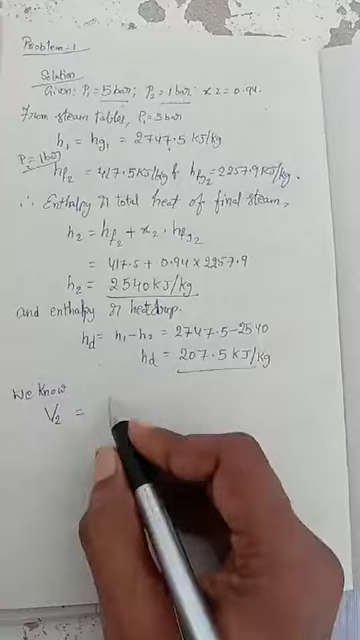 Problem-1
Solution
Given: P₁ = 5 bar; P₂ = 1 bar; x2 = 0.94.
From steam tables, P₁ = 5 bar
h₁ = hg₁ = 2747.5 KJ/kg
P₂ = 1 bar
hf₂ = 417.5 KJ/kg & hfg₂ = 2257.9 KJ/kg.
∴ Enthalpy or total heat of final steam,
h₂ = hf₂ + x₂ · hfg₂
= 417.5 + 0.94 × 2257.9
h₂ = 2540 KJ/kg
and enthalpy or heat drop.
hd = h₁ - h₂ = 2747.5 - 2540
hd = 207.5 KJ/kg
We know
V₂ =